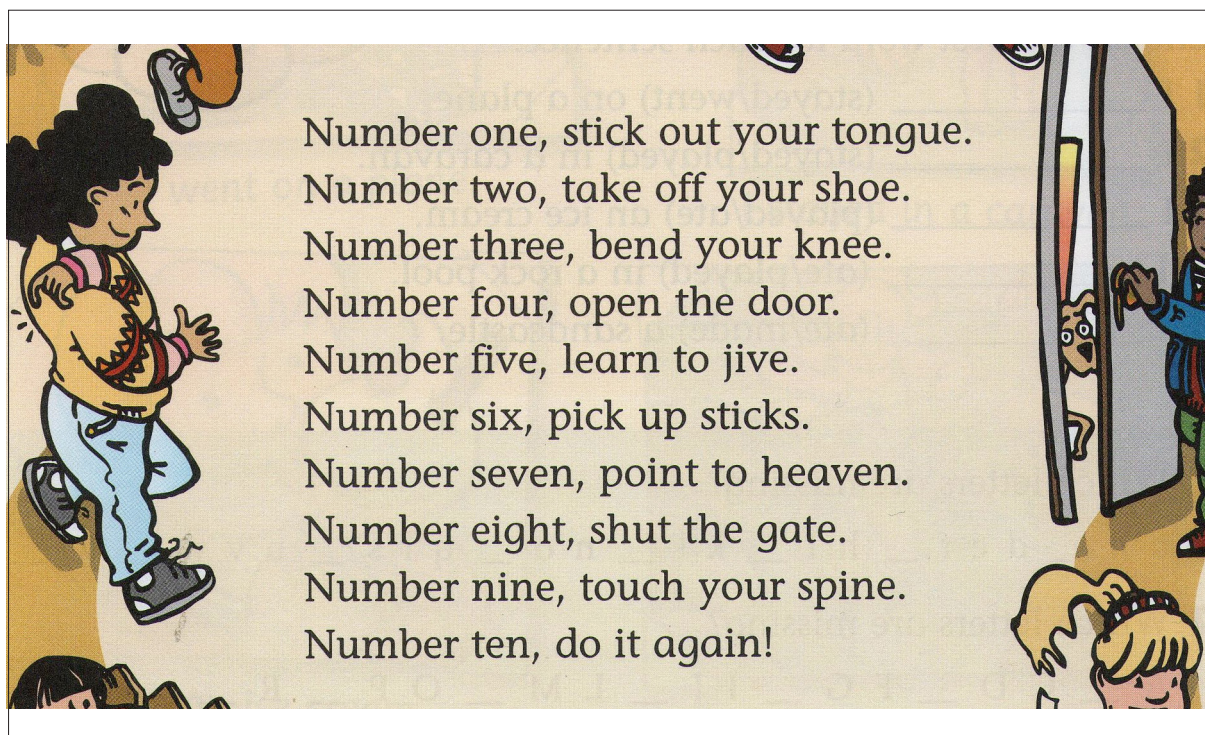 Number one, stick out your tongue.
Number two, take off your shoe.
Number three, bend your knee.
Number four, open the door.
Number five, learn to jive.
Number six, pick up sticks.
Number seven, point to heaven.
Number eight, shut the gate.
Number nine, touch your spine.
Number ten, do it again!